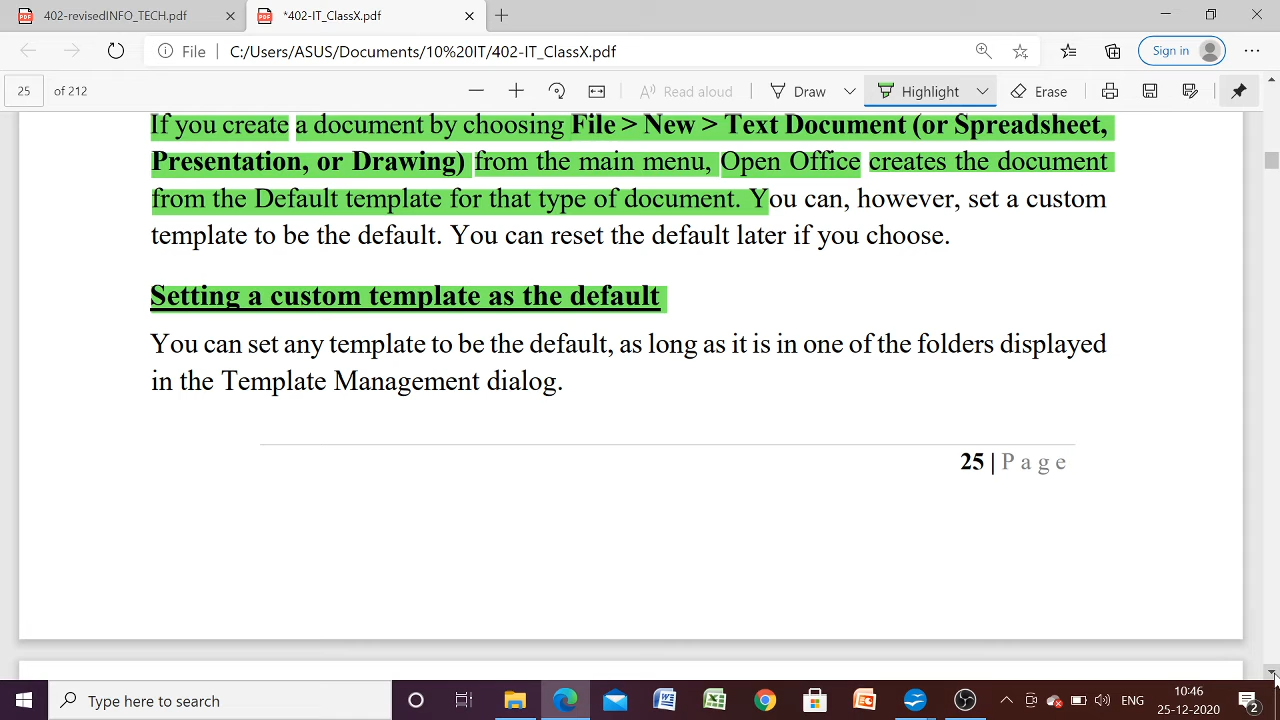 402-revisedINFO_TECH.pdf
*402-IT_ClassX.pdf
File
C:/Users/ASUS/Documents/10%20IT/402-IT_ClassX.pdf
Sign in
25
of 212
Read aloud
Draw
Highlight
Erase
If you create a document by choosing File > New > Text Document (or Spreadsheet,
Presentation, or Drawing) from the main menu, Open Office creates the document
from the Default template for that type of document. You can, however, set a custom
template to be the default. You can reset the default later if you choose.
Setting a custom template as the default
You can set any template to be the default, as long as it is in one of the folders displayed
in the Template Management dialog.
25 | P a g e
Type here to search
ENG
10:46
25-12-2020
2